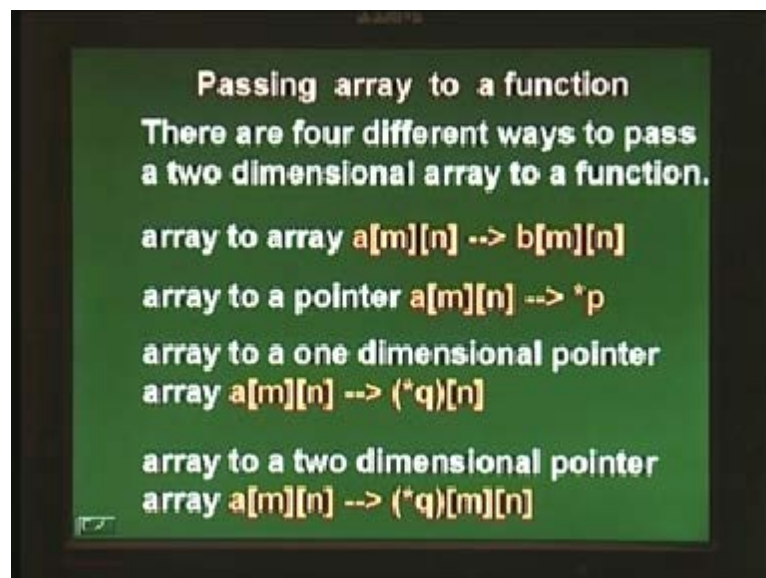 Passing array to a function
There are four different ways to pass
a two dimensional array to a function.
array to array a[m][n] --> b[m][n]
array to a pointer a[m][n] --> *p
array to a one dimensional pointer
array a[m][n] --> (*q)[n]
array to a two dimensional pointer
array a[m][n] --> (*q)[m][n]